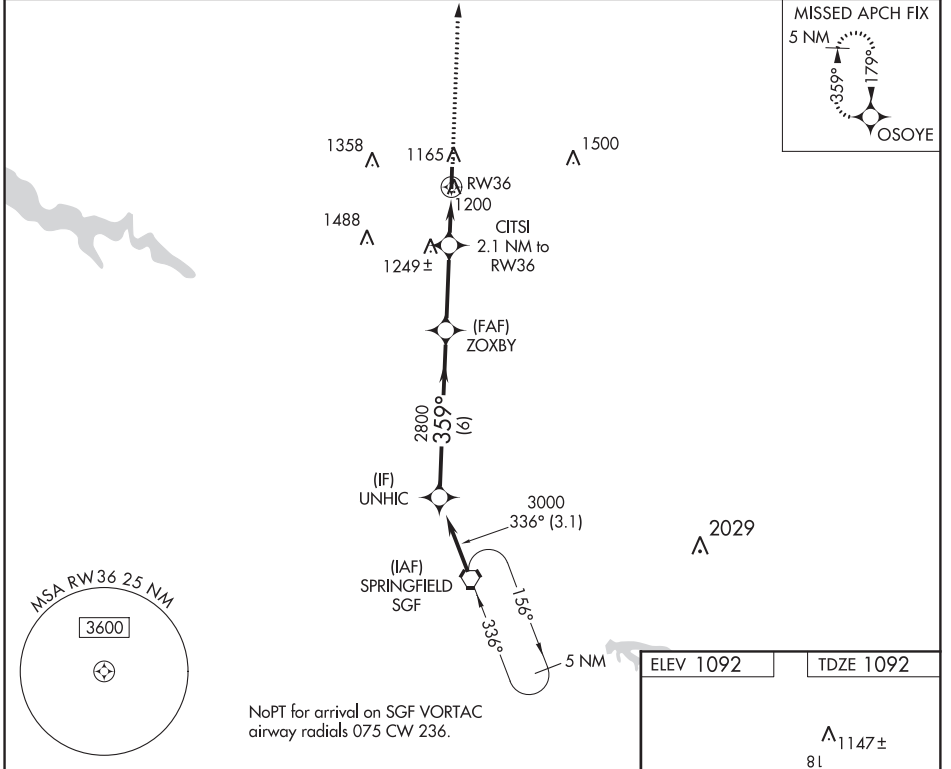 MISSED APCH FIX
5 NM
359°
179°
OSOYE
1358
1165
1500
RW36
1200
1488
CITSI
2.1 NM to
RW36
1249±
(FAF)
ZOXBY
2800
359°
(6)
(IF)
UNHIC
3000
336° (3.1)
2029
(IAF)
SPRINGFIELD
SGF
156°
336°
5 NM
MSA RW36 25 NM
3600
NoPT for arrival on SGF VORTAC
airway radials 075 CW 236.
ELEV 1092
TDZE 1092
1147±
18